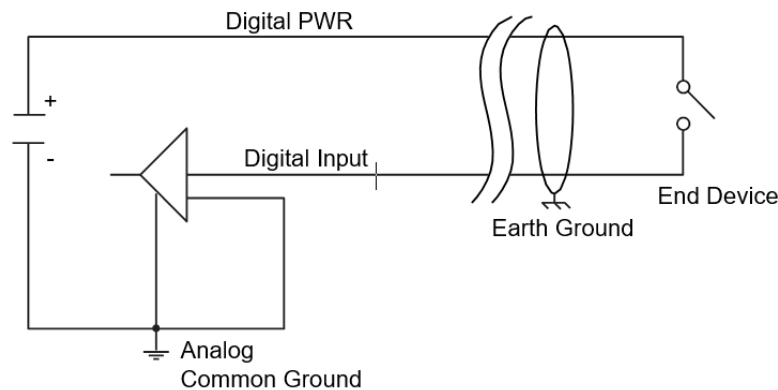 Digital PWR
+
-
Digital Input
End Device
Earth Ground
Analog
Common Ground